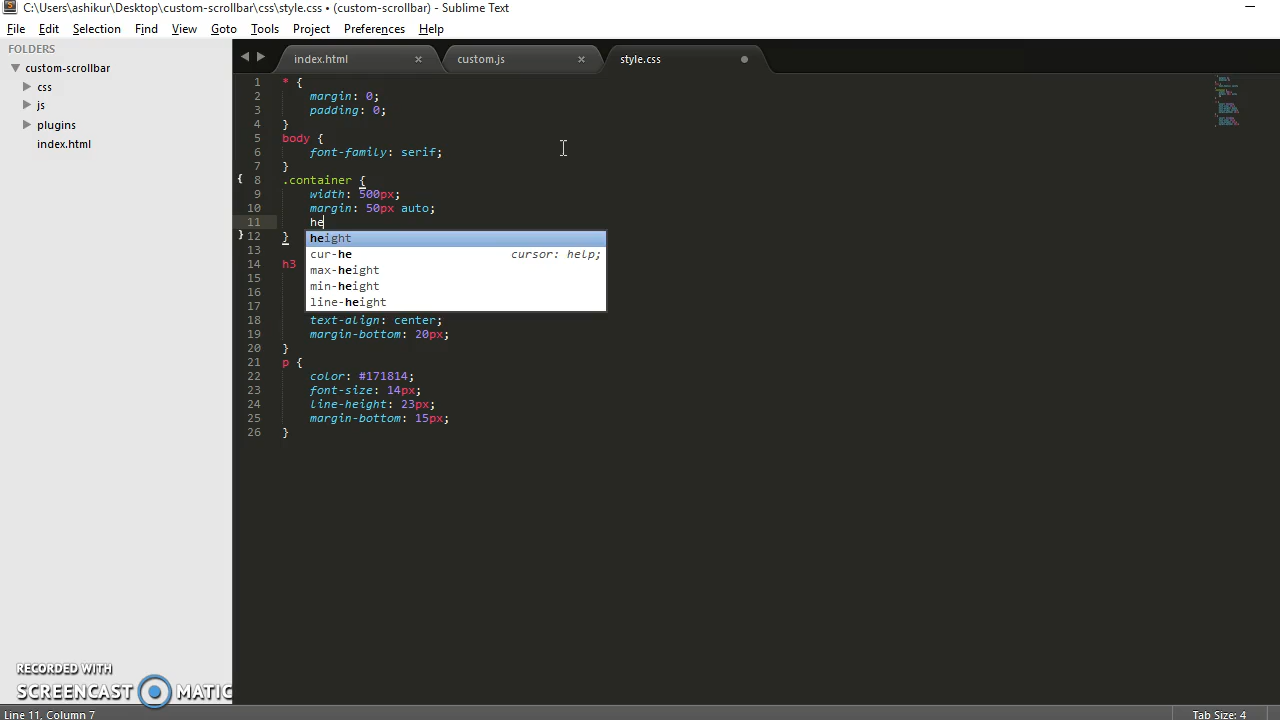 C:\Users\ashikur\Desktop\custom-scrollbar\css\style.css • (custom-scrollbar) - Sublime Text
File Edit Selection Find View Goto Tools Project Preferences Help
FOLDERS
custom-scrollbar
css
js
plugins
index.html
index.html × custom.js × style.css
1 * {
2 margin: 0;
3 padding: 0;
4 }
5 body {
6 font-family: serif;
7 }
8 .container {
9 width: 500px;
10 margin: 50px auto;
11 he
12 }
13
14 h3
15
16
17
18 text-align: center;
19 margin-bottom: 20px;
20 }
21 p {
22 color: #171814;
23 font-size: 14px;
24 line-height: 23px;
25 margin-bottom: 15px;
26 }
height
cur-he cursor: help;
max-height
min-height
line-height
RECORDED WITH
SCREENCAST MATIC
Line 11, Column 7 Tab Size: 4